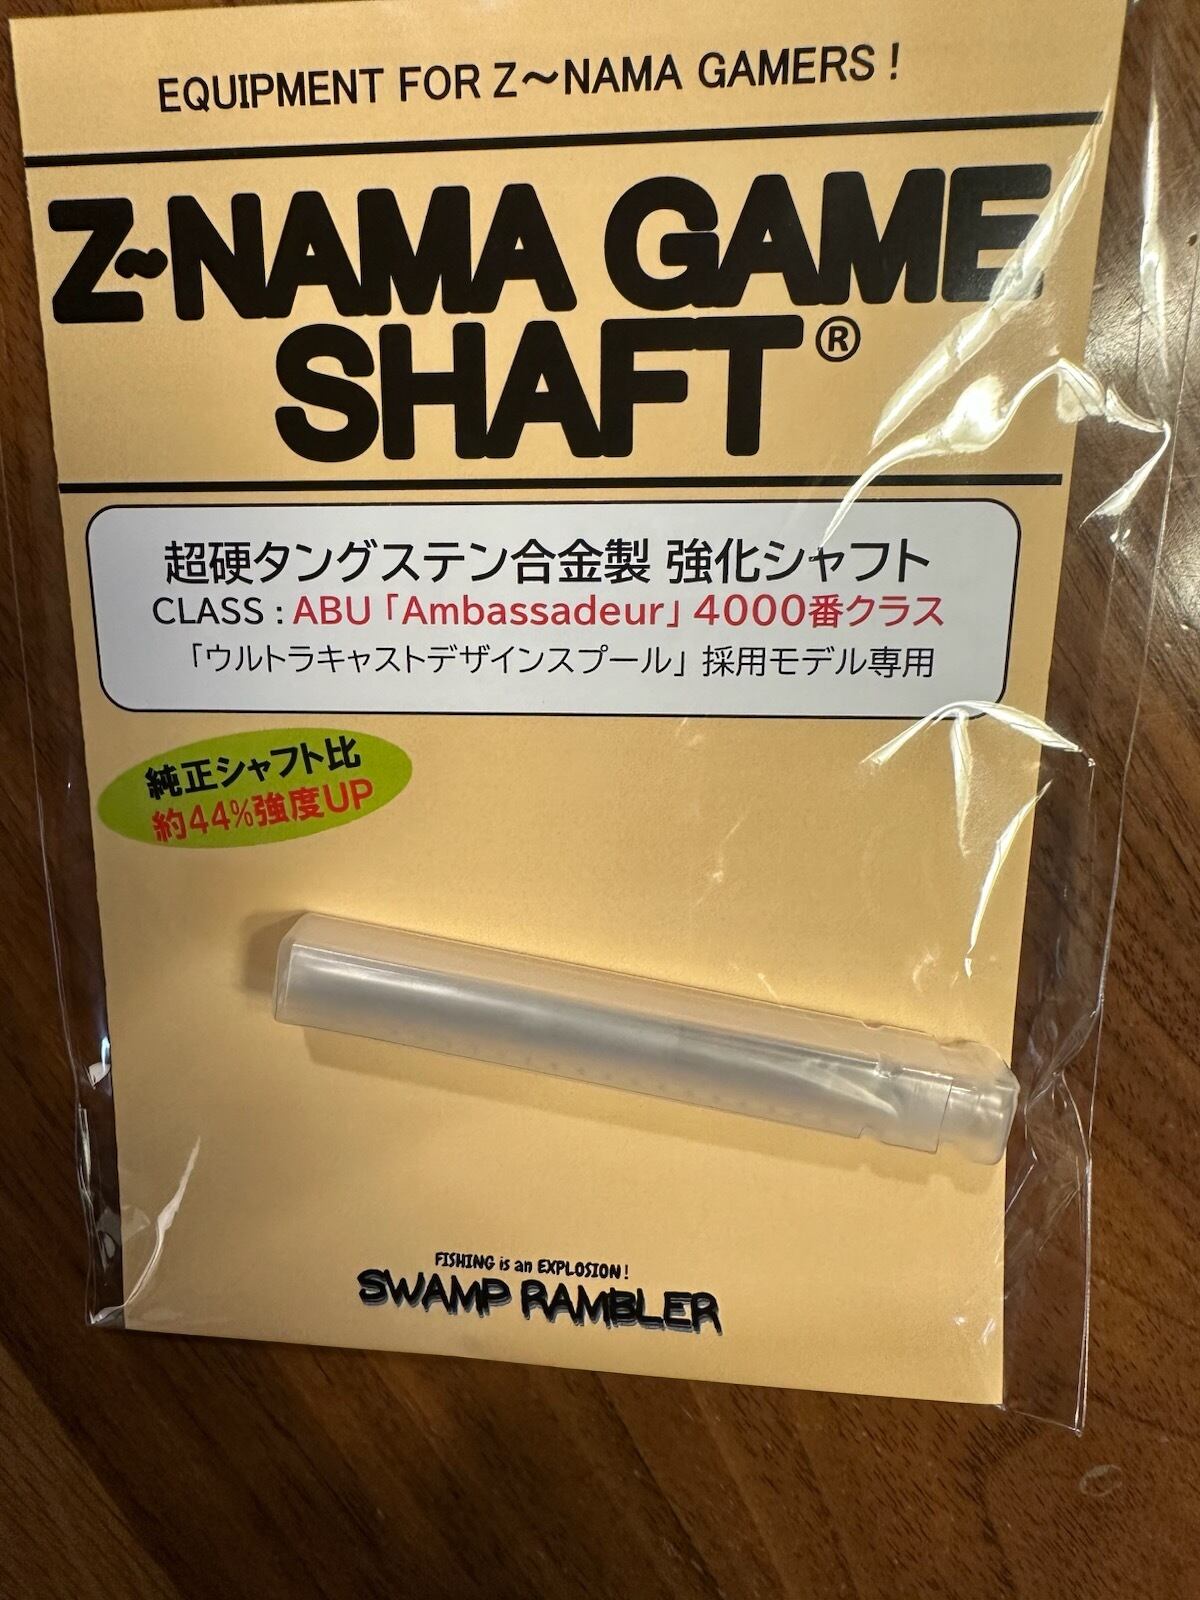 EQUIPMENT FOR Z～NAMA GAMERS !
Z~NAMA GAME
SHAFT®
超硬タングステン合金製 強化シャフト
CLASS : ABU「Ambassadeur」4000番クラス
「ウルトラキャストデザインスプール」採用モデル専用
純正シャフト比
約44%強度UP
FISHING is an EXPLOSION!
SWAMP RAMBLER